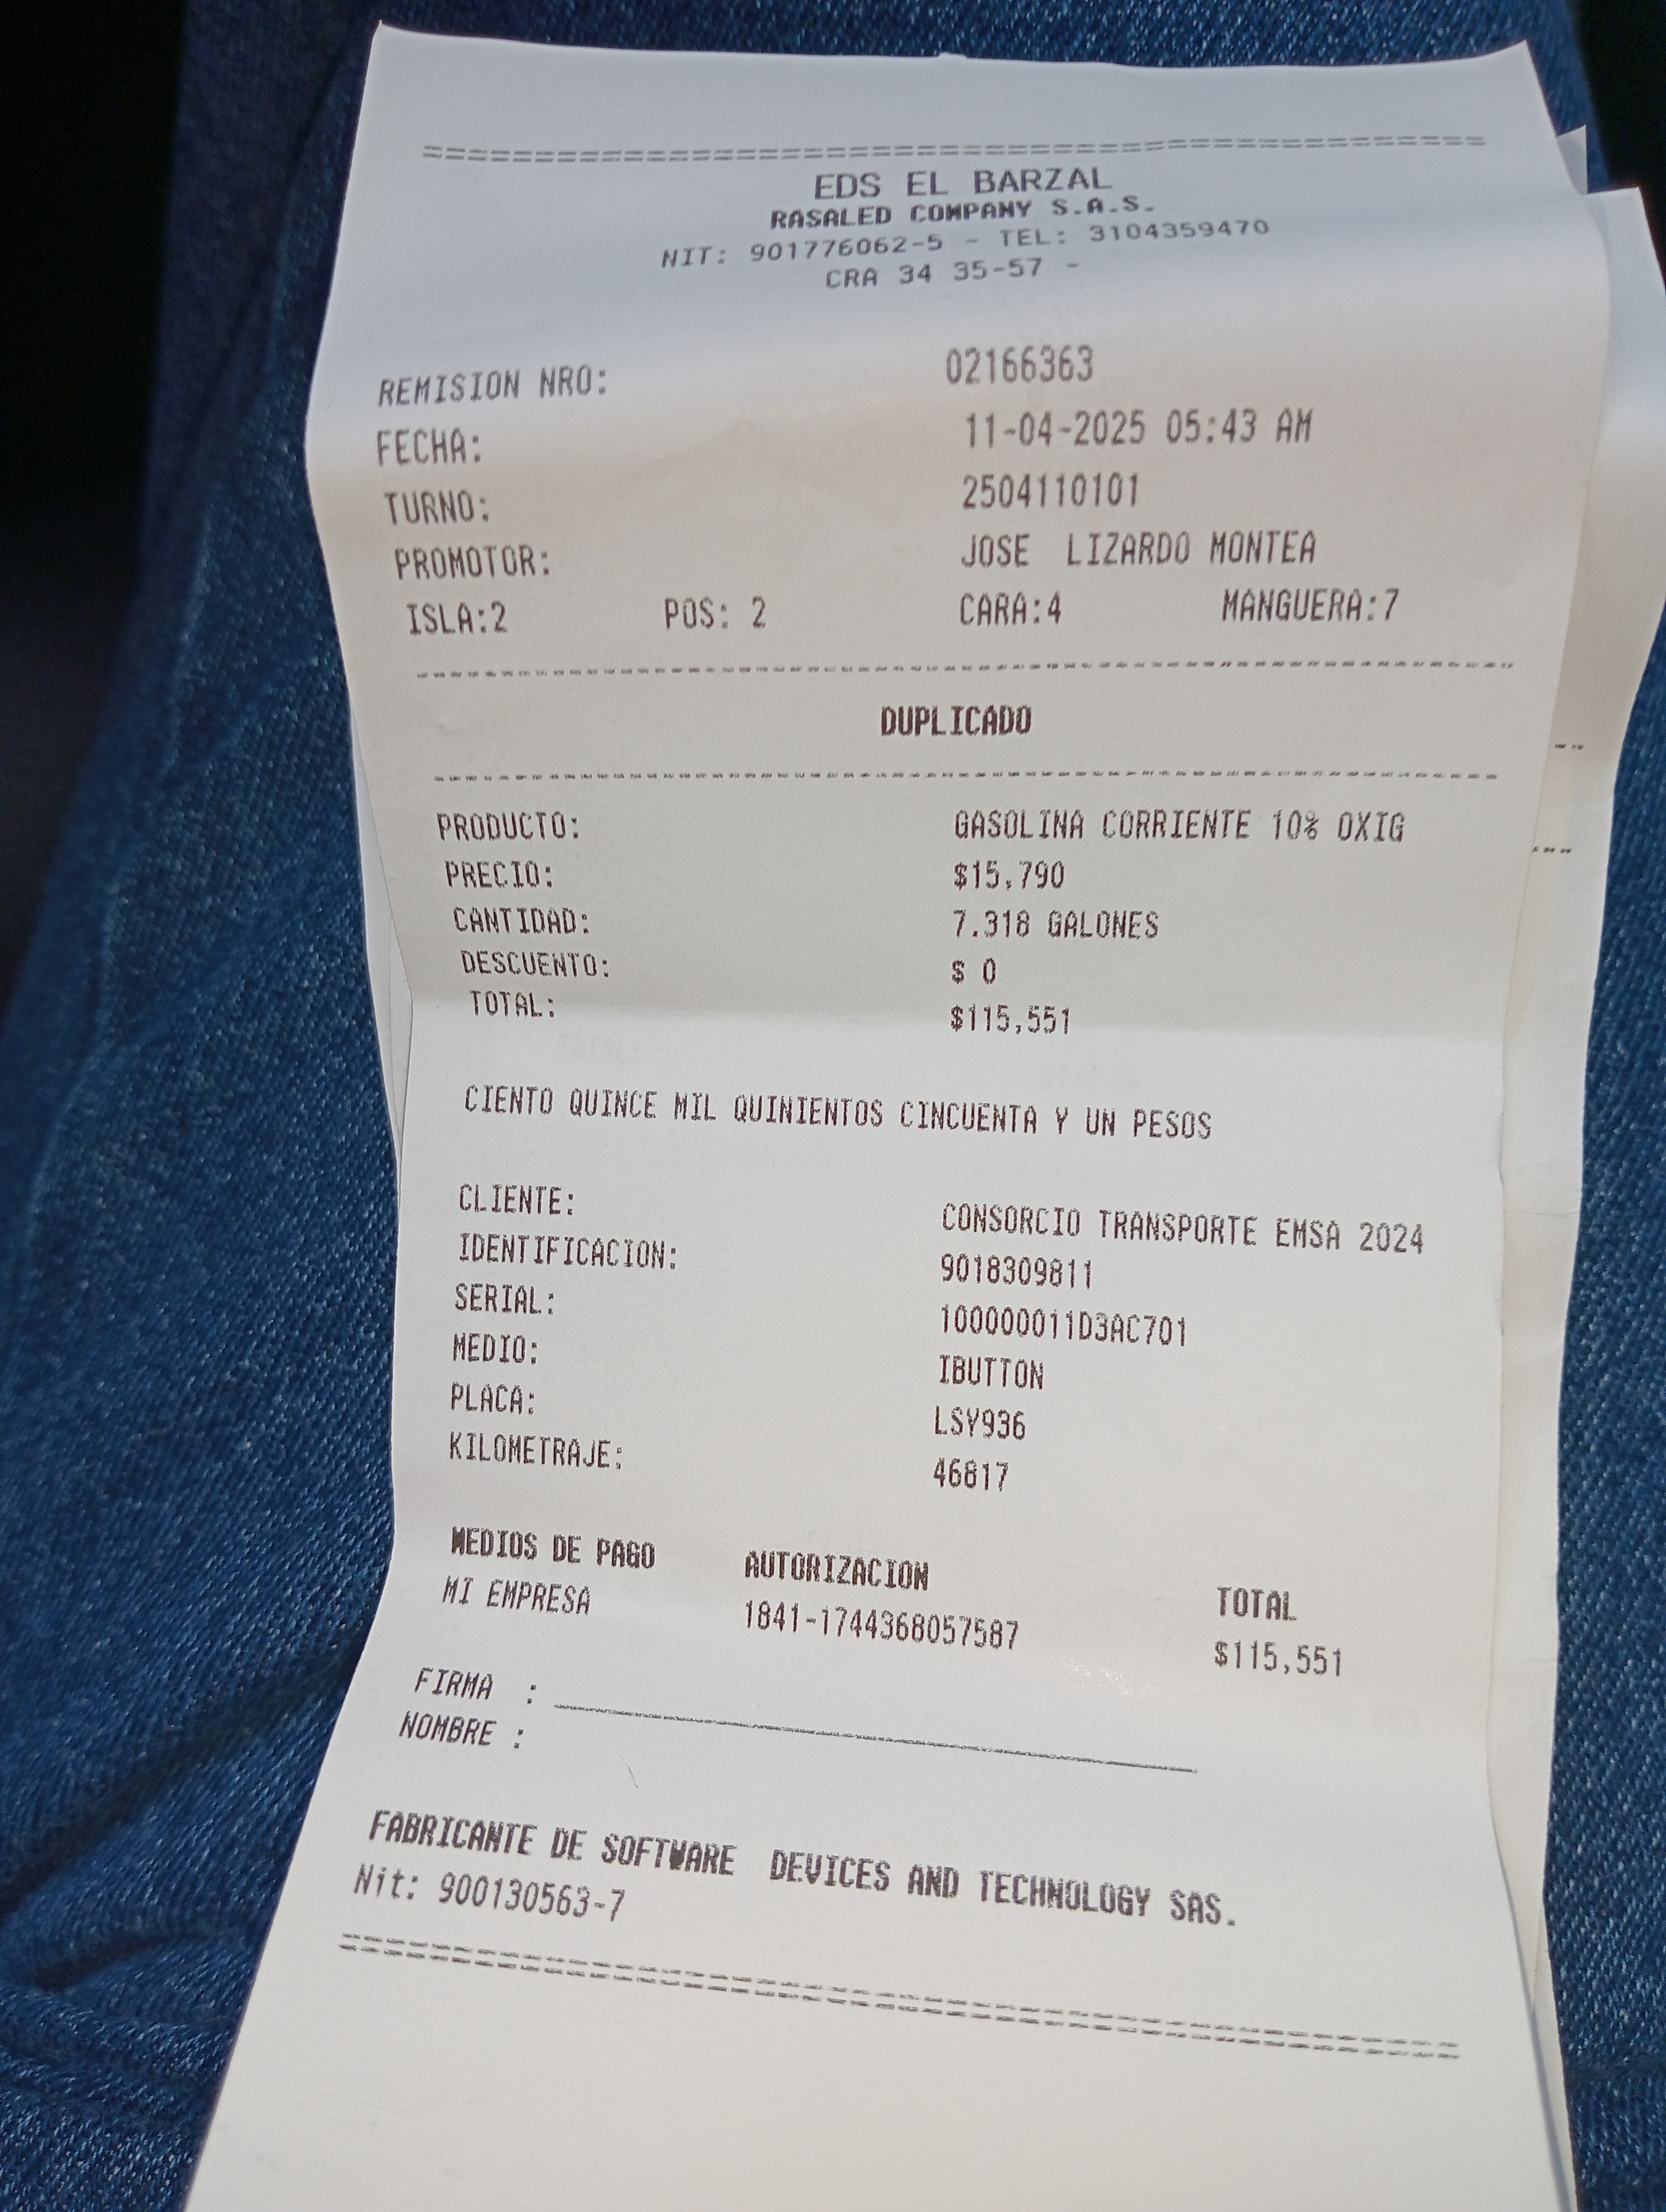 EDS EL BARZAL
RASALED COMPANY S.A.S.
NIT: 901776062-5 - TEL: 3104359470
CRA 34 35-57 -
REMISION NRO: 02166363
FECHA: 11-04-2025 05:43 AM
TURNO: 2504110101
PROMOTOR: JOSE LIZARDO MONTEA
ISLA:2 POS: 2 CARA:4 MANGUERA:7
DUPLICADO
PRODUCTO: GASOLINA CORRIENTE 10% OXIG
PRECIO: $15,790
CANTIDAD: 7.318 GALONES
DESCUENTO: $ 0
TOTAL: $115,551
CIENTO QUINCE MIL QUINIENTOS CINCUENTA Y UN PESOS
CLIENTE: CONSORCIO TRANSPORTE EMSA 2024
IDENTIFICACION: 9018309811
SERIAL: 100000011D3AC701
MEDIO: IBUTTON
PLACA: LSY936
KILOMETRAJE: 46817
MEDIOS DE PAGO AUTORIZACION TOTAL
MI EMPRESA 1841-1744368057587 $115,551
FIRMA :
NOMBRE :
FABRICANTE DE SOFTWARE DEVICES AND TECHNOLOGY SAS.
Nit: 900130563-7